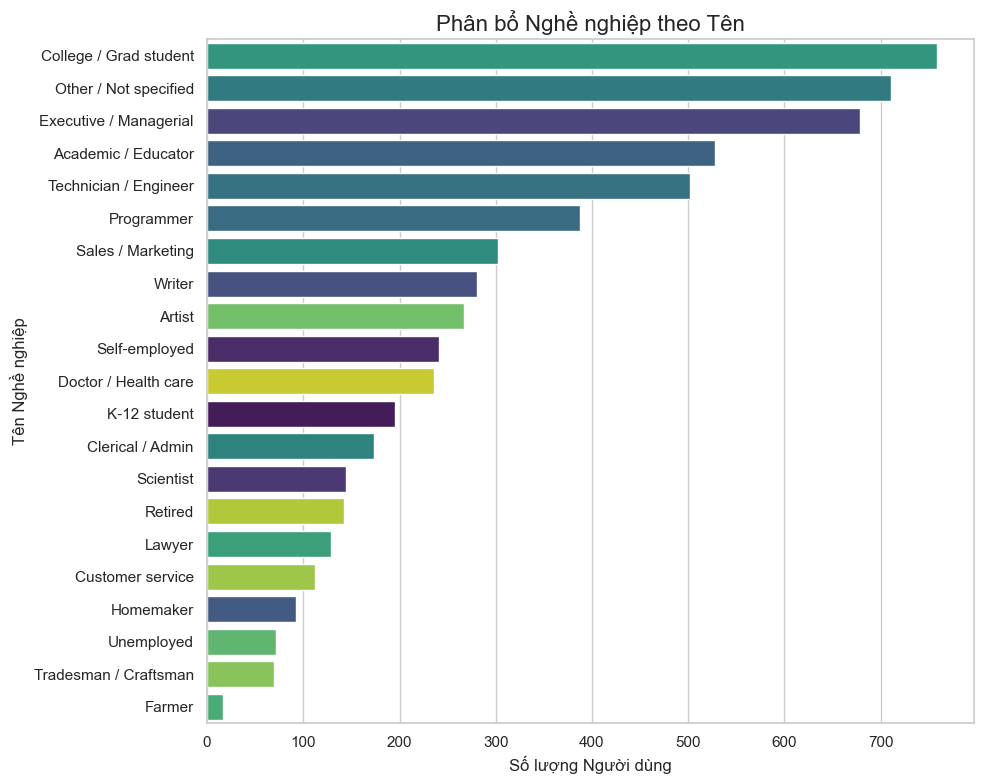 Phân bổ Nghề nghiệp theo Tên
College / Grad student
Other / Not specified
Executive / Managerial
Academic / Educator
Technician / Engineer
Programmer
Sales / Marketing
Writer
Artist
Self-employed
Doctor / Health care
K-12 student
Clerical / Admin
Scientist
Retired
Lawyer
Customer service
Homemaker
Unemployed
Tradesman / Craftsman
Farmer
Tên Nghề nghiệp
0 100 200 300 400 500 600 700
Số lượng Người dùng